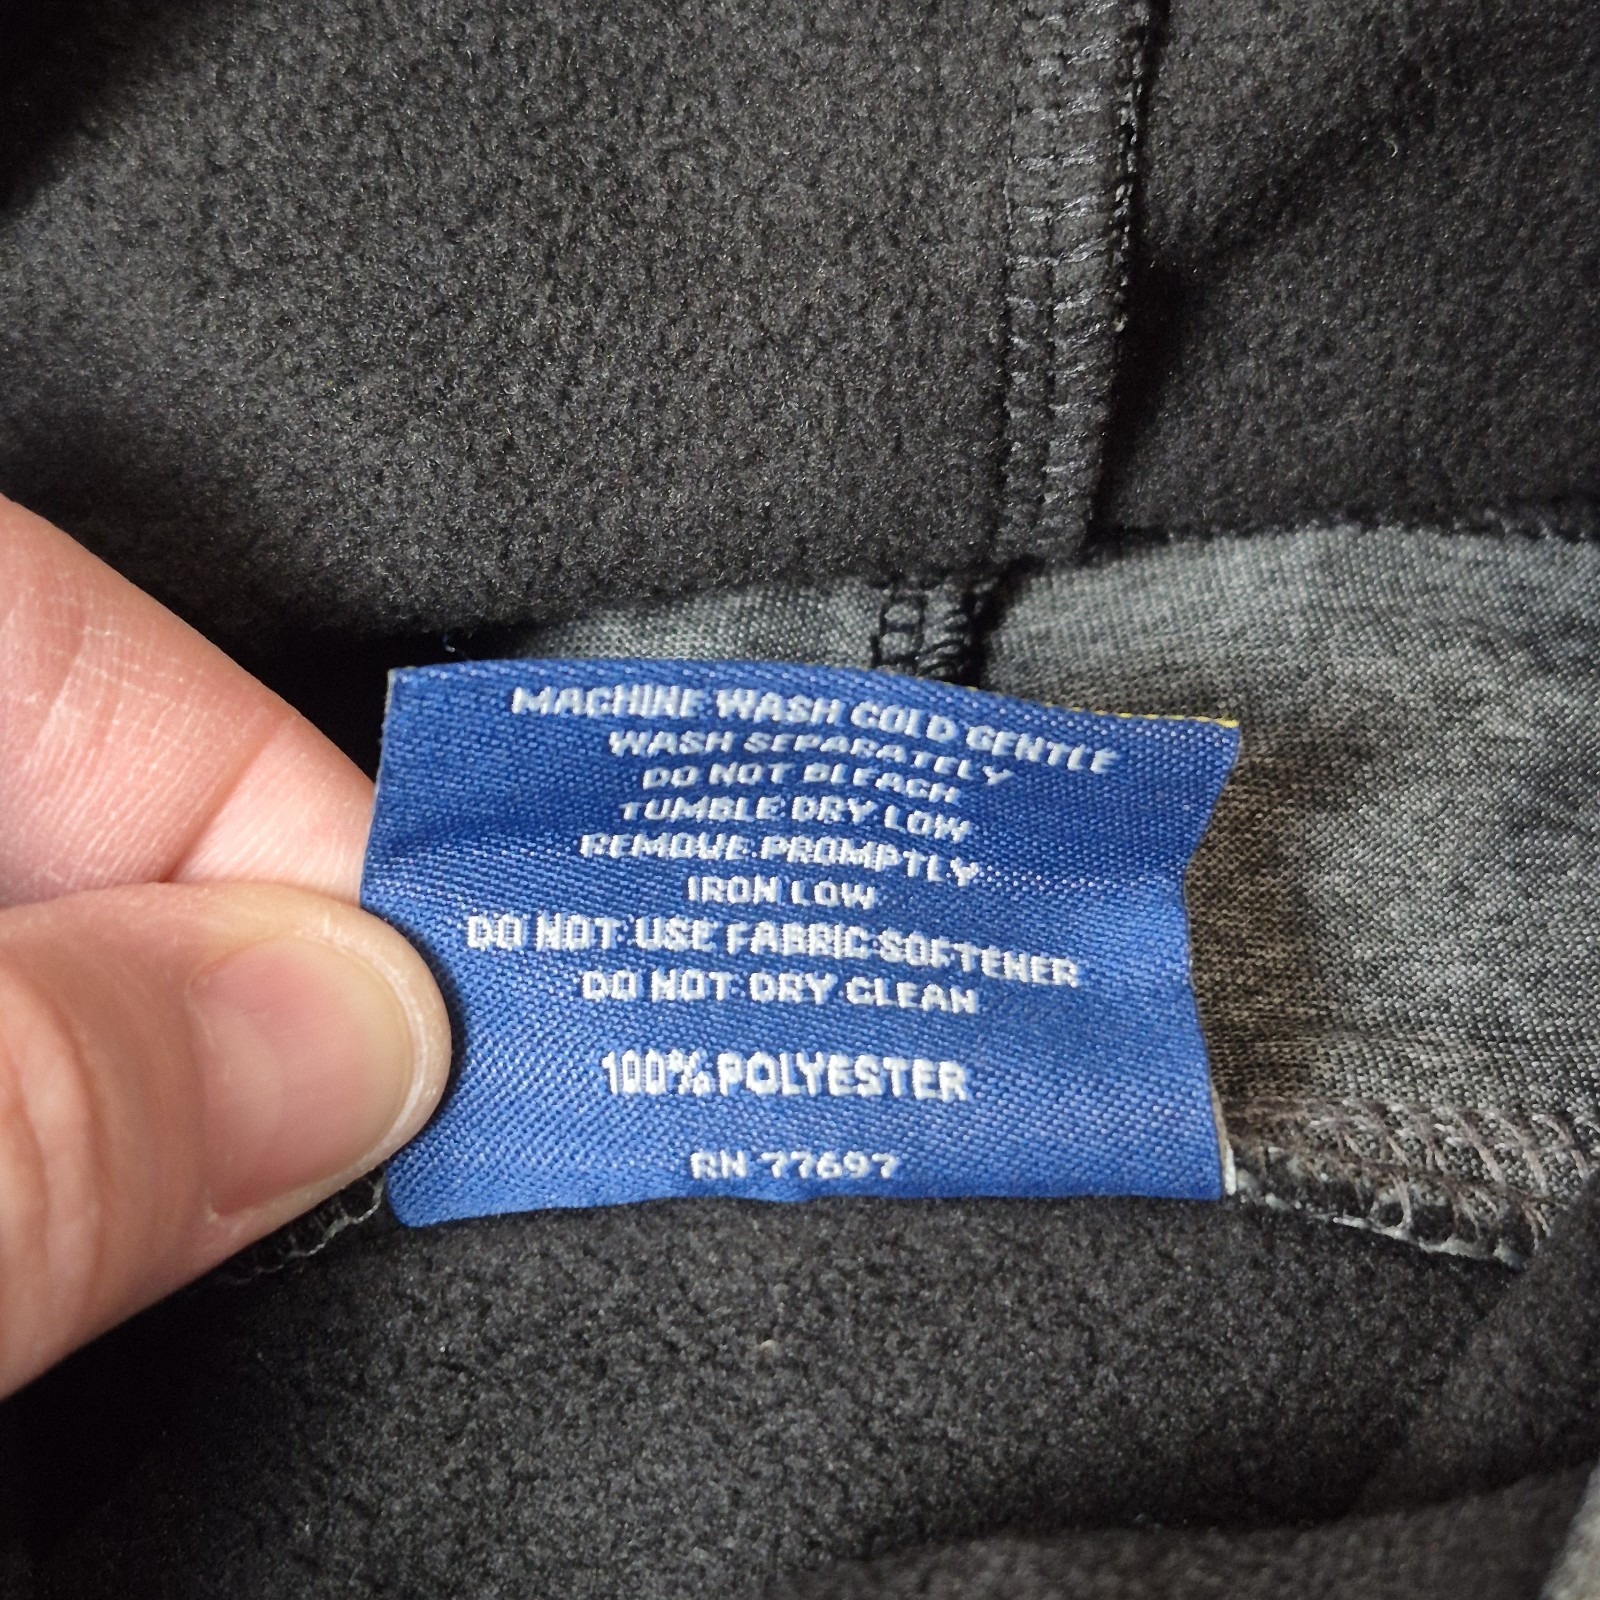 MACHINE WASH COLD GENTLE
WASH SEPARATELY
DO NOT BLEACH
TUMBLE DRY LOW
REMOVE PROMPTLY
IRON LOW
DO NOT USE FABRIC SOFTENER
DO NOT DRY CLEAN
100% POLYESTER
RN 77697